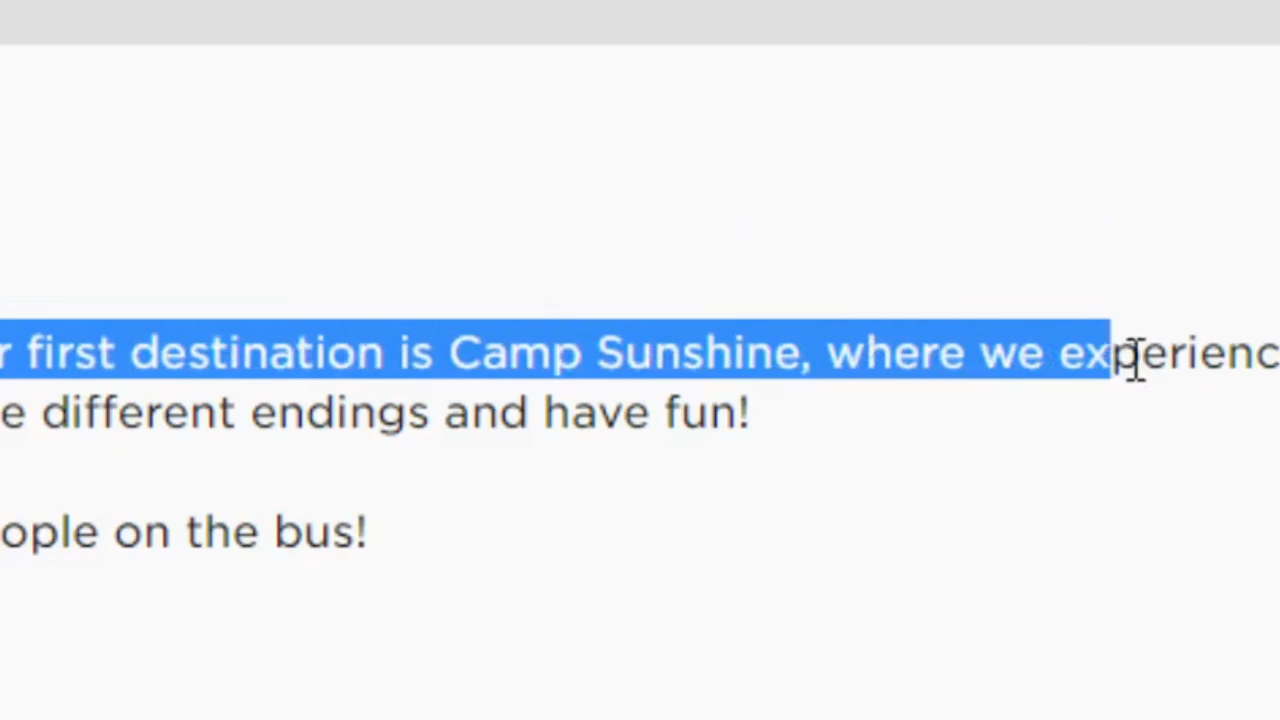 r first destination is Camp Sunshine, where we experienc
e different endings and have fun!
ople on the bus!